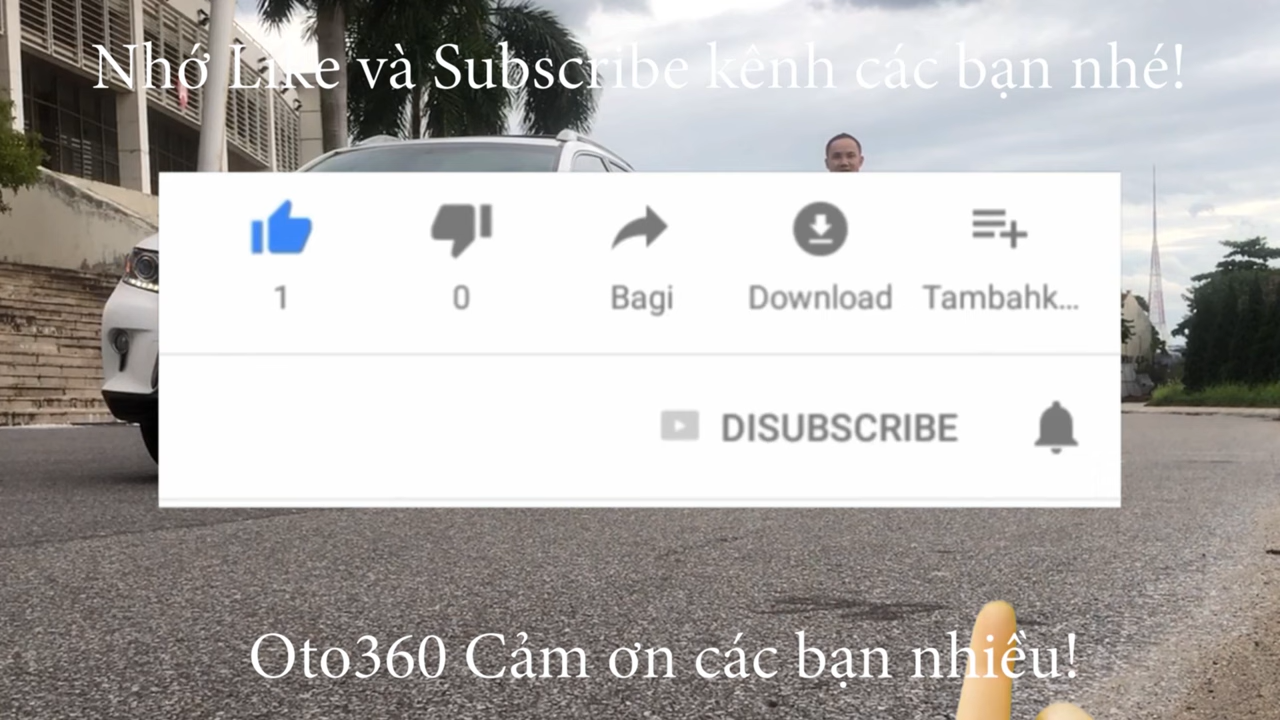 Nhớ Like và Subscribe kênh các bạn nhé!
1 0 Bagi Download Tambahk...
DISUBSCRIBE
Oto360 Cảm ơn các bạn nhiều!